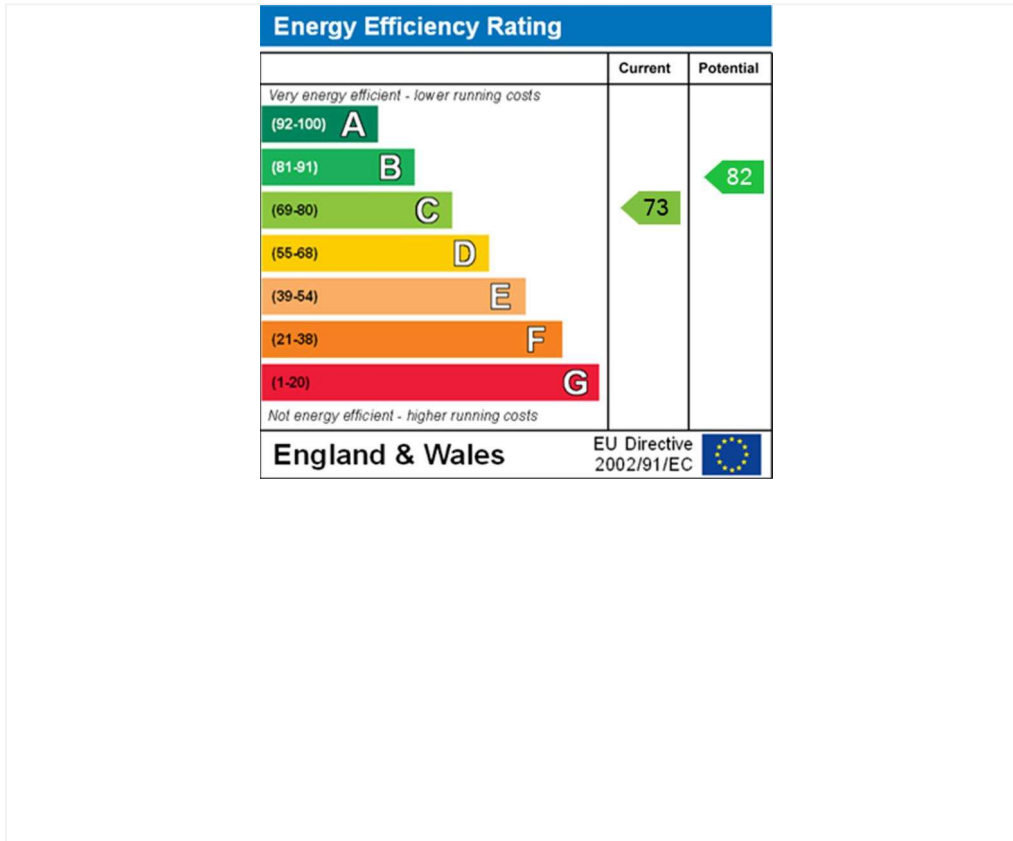 Energy Efficiency Rating
Current Potential
Very energy efficient - lower running costs
(92-100) A
(81-91) B
82
(69-80) C
73
(55-68) D
(39-54) E
(21-38) F
(1-20) G
Not energy efficient - higher running costs
England & Wales
EU Directive
2002/91/EC